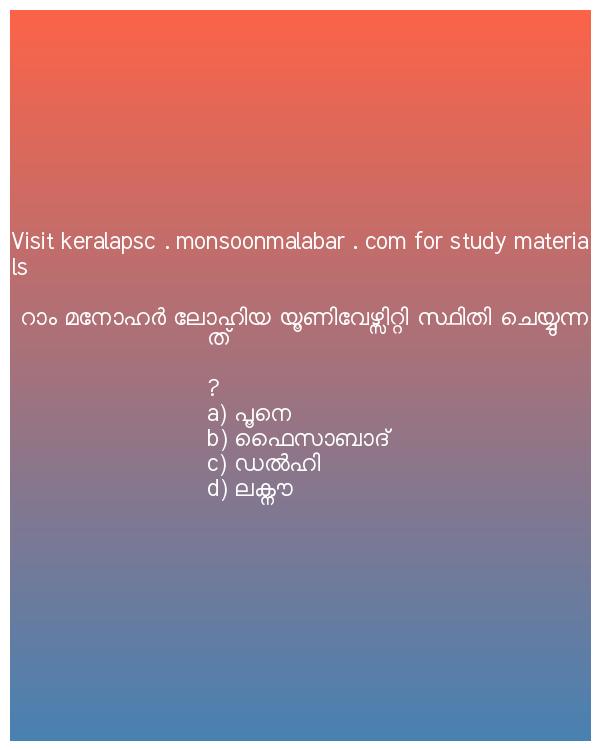 Visit keralapsc . monsoonmalabar . com for study materia
ls
റാം മനോഹർ ലോഹിയ യൂണിവേഴ്സിറ്റി സ്ഥിതി ചെയ്യുന്ന
ത്
?
a) പൂനെ
b) ഫൈസാബാദ്
c) ഡൽഹി
d) ലക്നൗ